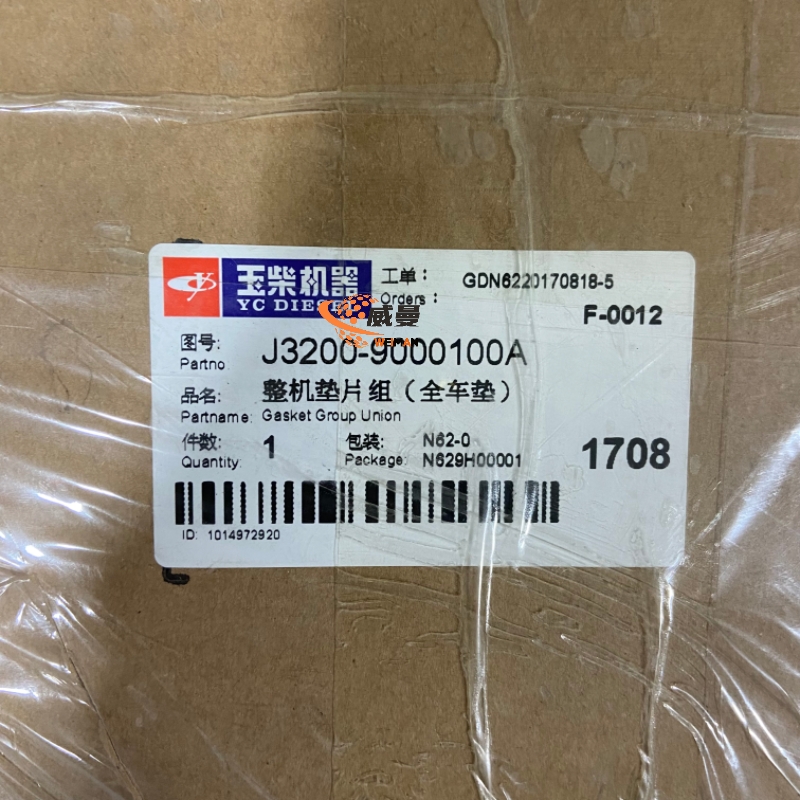 玉柴机器
YC DIESEL
工单：
Orders：
GDN6220170818-5
F-0012
威曼
WEIMAN
图号:
Partno
J3200-9000100A
品名:
Partname:
整机垫片组（全车垫）
Gasket Group Union
件数:
Quantity:
1
包装:
Package:
N62-0
N629H00001
1708
ID: 1014972920